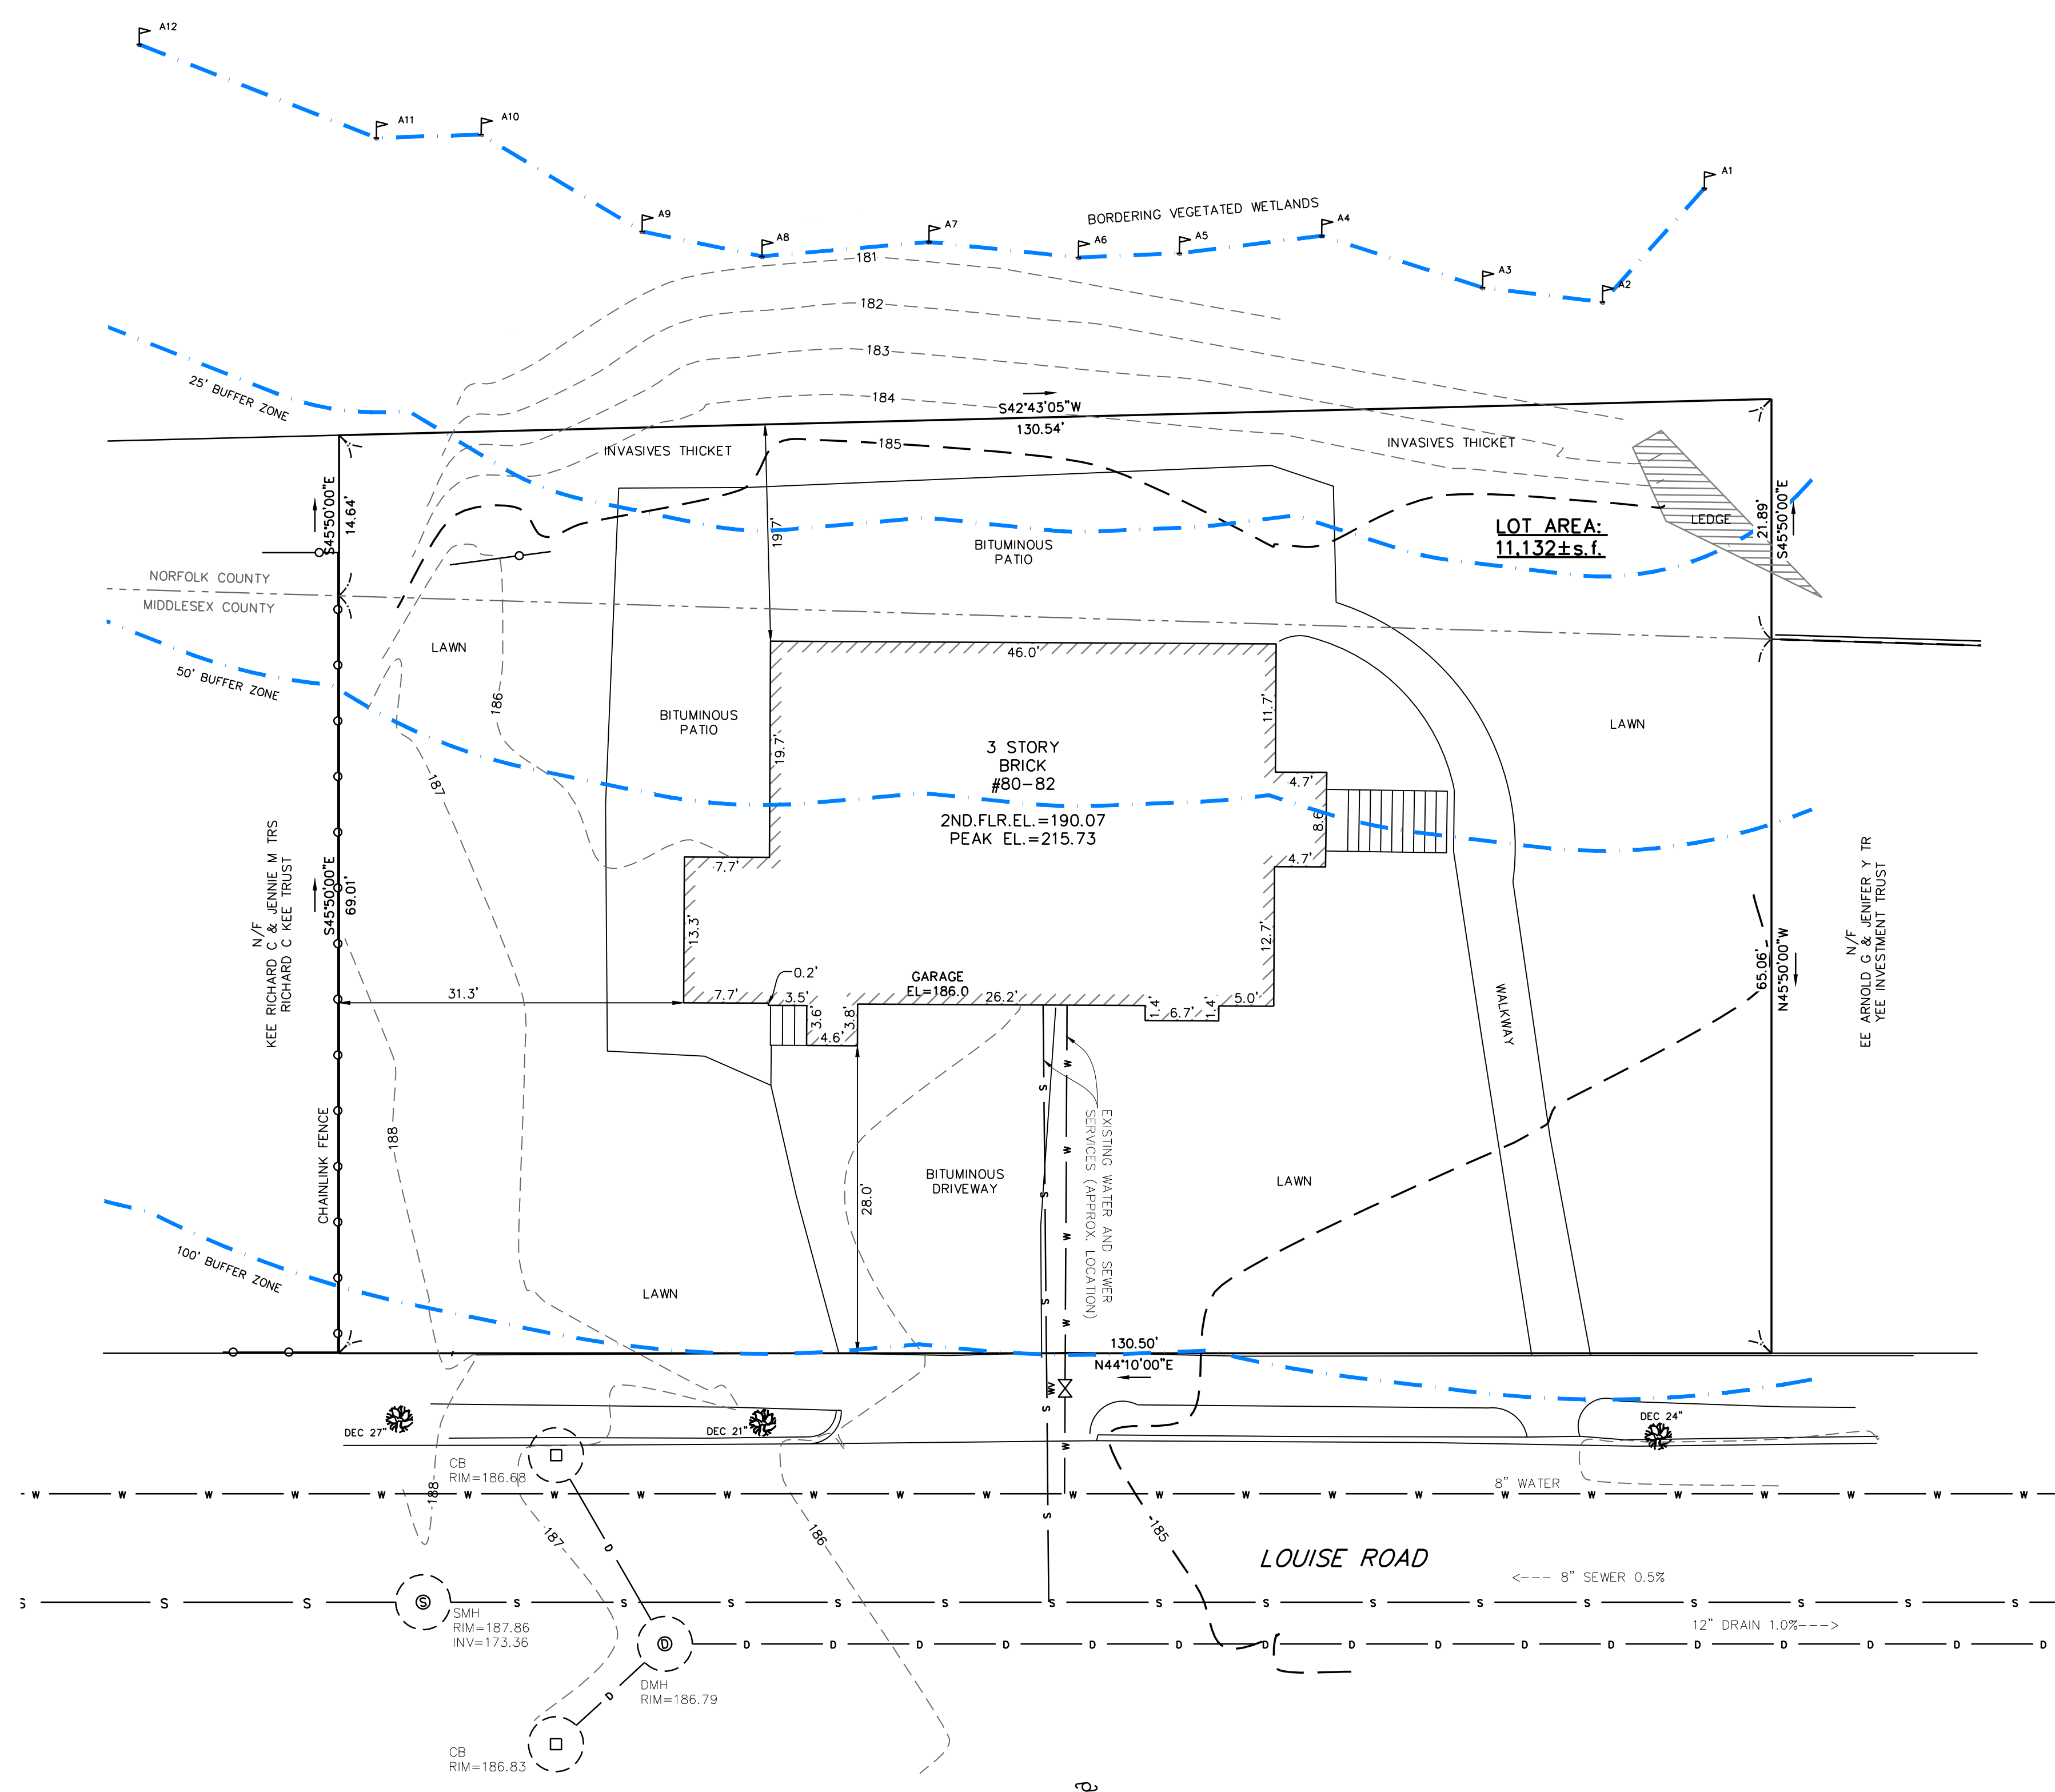 A12
A11
A10
A9
A8
A7
A6
A5
A4
A3
A2
A1
BORDERING VEGETATED WETLANDS
181
182
183
184
185
25' BUFFER ZONE
S42°43'05"W
130.54'
INVASIVES THICKET
INVASIVES THICKET
S45°50'00"E
14.64'
19.7'
LOT AREA:
11,132±s.f.
LEDGE
21.89'
S45°50'00"E
BITUMINOUS
PATIO
NORFOLK COUNTY
MIDDLESEX COUNTY
LAWN
50' BUFFER ZONE
186
187
BITUMINOUS
PATIO
46.0'
19.7'
11.7'
3 STORY
BRICK
#80-82
2ND.FLR.EL.=190.07
PEAK EL.=215.73
4.7'
8.6'
4.7'
LAWN
7.7'
13.3'
12.7'
N/F
KEE RICHARD C & JENNIE M TRS
RICHARD C KEE TRUST
S45°50'00"E
69.01'
31.3'
7.7'
0.2'
3.5'
3.6'
4.6'
3.8'
GARAGE
EL=186.0
26.2'
1.4'
6.7'
1.4'
5.0'
WALKWAY
65.06'
N45°50'00"W
N/F
EE ARNOLD G & JENIFER Y TR
YEE INVESTMENT TRUST
CHAINLINK FENCE
188
28.0'
BITUMINOUS
DRIVEWAY
EXISTING WATER AND SEWER
SERVICES (APPROX. LOCATION)
LAWN
LAWN
100' BUFFER ZONE
130.50'
N44°10'00"E
WV
DEC 27"
DEC 21"
DEC 24"
CB
RIM=186.68
188
187
186
185
8" WATER
W W W W W W W W W W W W W W W W W W W W W W W W
LOUISE ROAD
<--- 8" SEWER 0.5%
S S S S S S S S S S S S S S S S S S
SMH
RIM=187.86
INV=173.36
12" DRAIN 1.0%--->
D D D D D D D D D D D D D D D D
DMH
RIM=186.79
CB
RIM=186.83